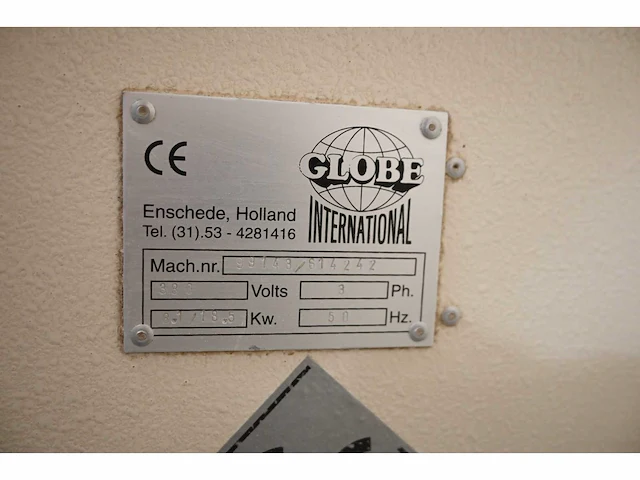 CE
GLOBE
INTERNATIONAL
Enschede, Holland
Tel. (31).53 - 4281416
Mach.nr.
Volts 3 Ph.
Kw. 50 Hz.